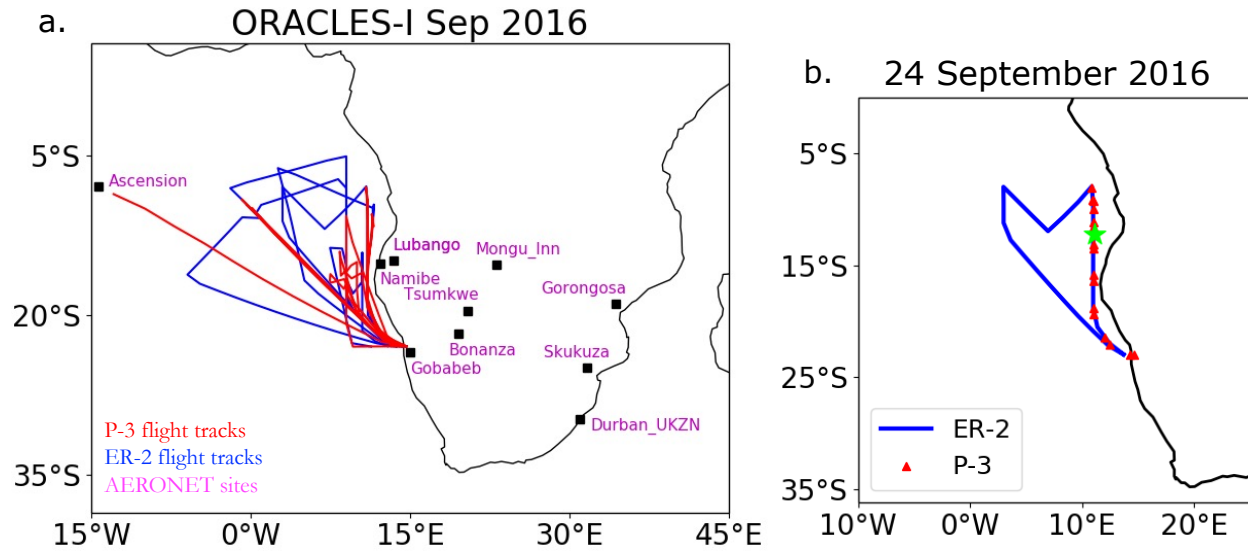 a.
ORACLES-I Sep 2016
5°S
20°S
35°S
15°W
0°W
15°E
30°E
45°E
Ascension
Lubango
Mongu_Inn
Namibe
Tsumkwe
Gorongosa
Bonanza
Skukuza
Gobabeb
Durban_UKZN
P-3 flight tracks
ER-2 flight tracks
AERONET sites
b.
24 September 2016
5°S
15°S
25°S
35°S
10°W
0°W
10°E
20°E
ER-2
P-3